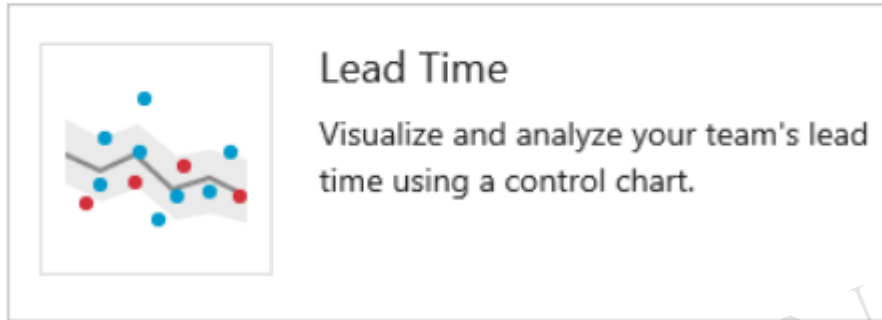 Lead Time
Visualize and analyze your team's lead
time using a control chart.